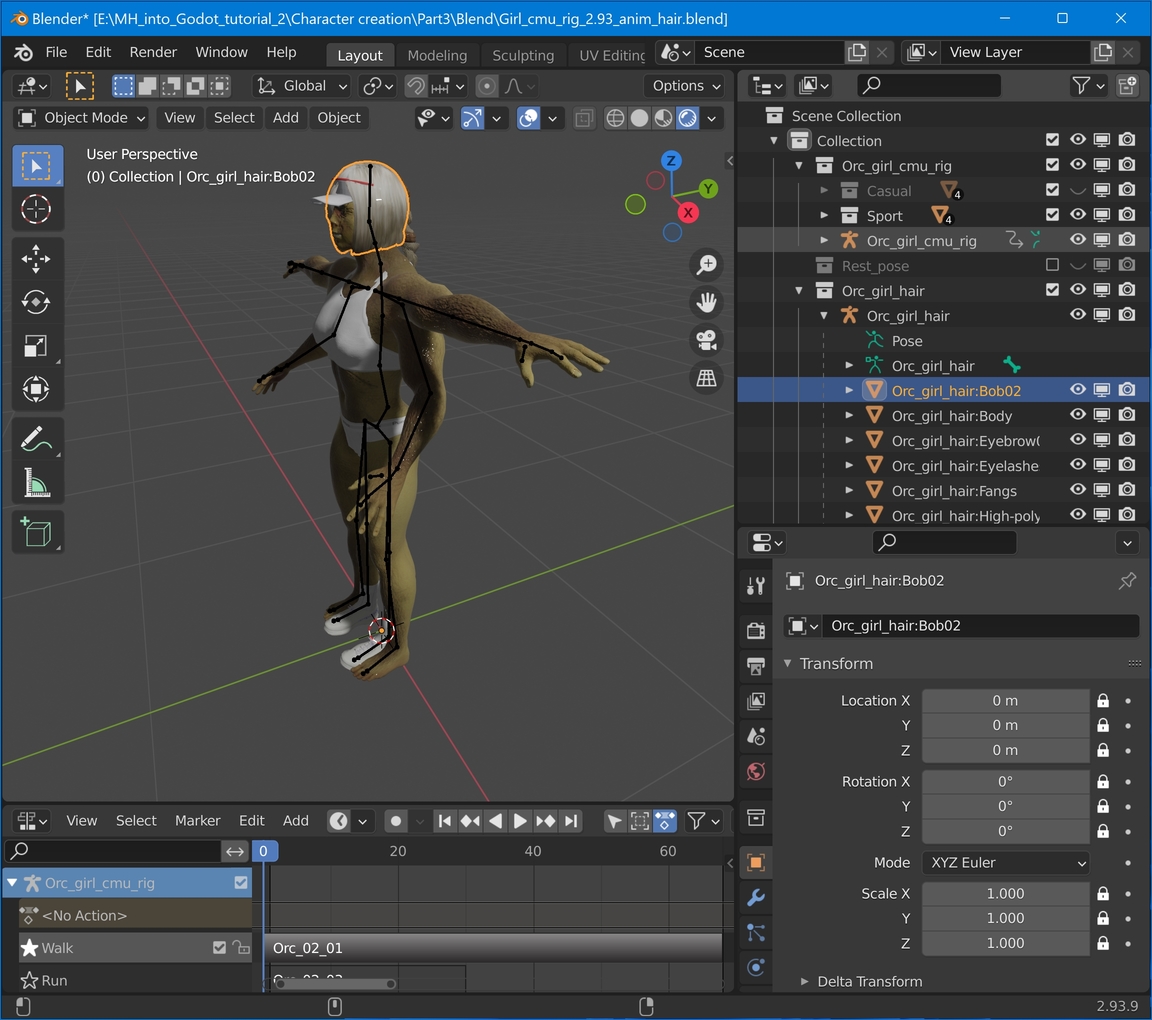 Blender* [E:\MH_into_Godot_tutorial_2\Character creation\Part3\Blend\Girl_cmu_rig_2.93_anim_hair.blend]
File Edit Render Window Help Layout Modeling Sculpting UV Editing Scene View Layer
Global Options
Object Mode View Select Add Object
User Perspective
(0) Collection | Orc_girl_hair:Bob02
Z
Y
X
Scene Collection
Collection
Orc_girl_cmu_rig
Casual 4
Sport 4
Orc_girl_cmu_rig
Rest_pose
Orc_girl_hair
Orc_girl_hair
Pose
Orc_girl_hair
Orc_girl_hair:Bob02
Orc_girl_hair:Body
Orc_girl_hair:Eyebrow0
Orc_girl_hair:Eyelashe
Orc_girl_hair:Fangs
Orc_girl_hair:High-poly
Orc_girl_hair:Bob02
Orc_girl_hair:Bob02
Transform
Location X 0 m
Y 0 m
Z 0 m
Rotation X 0°
Y 0°
Z 0°
Mode XYZ Euler
Scale X 1.000
Y 1.000
Z 1.000
Delta Transform
View Select Marker Edit Add
0 20 40 60
Orc_girl_cmu_rig
<No Action>
Walk Orc_02_01
Run
2.93.9